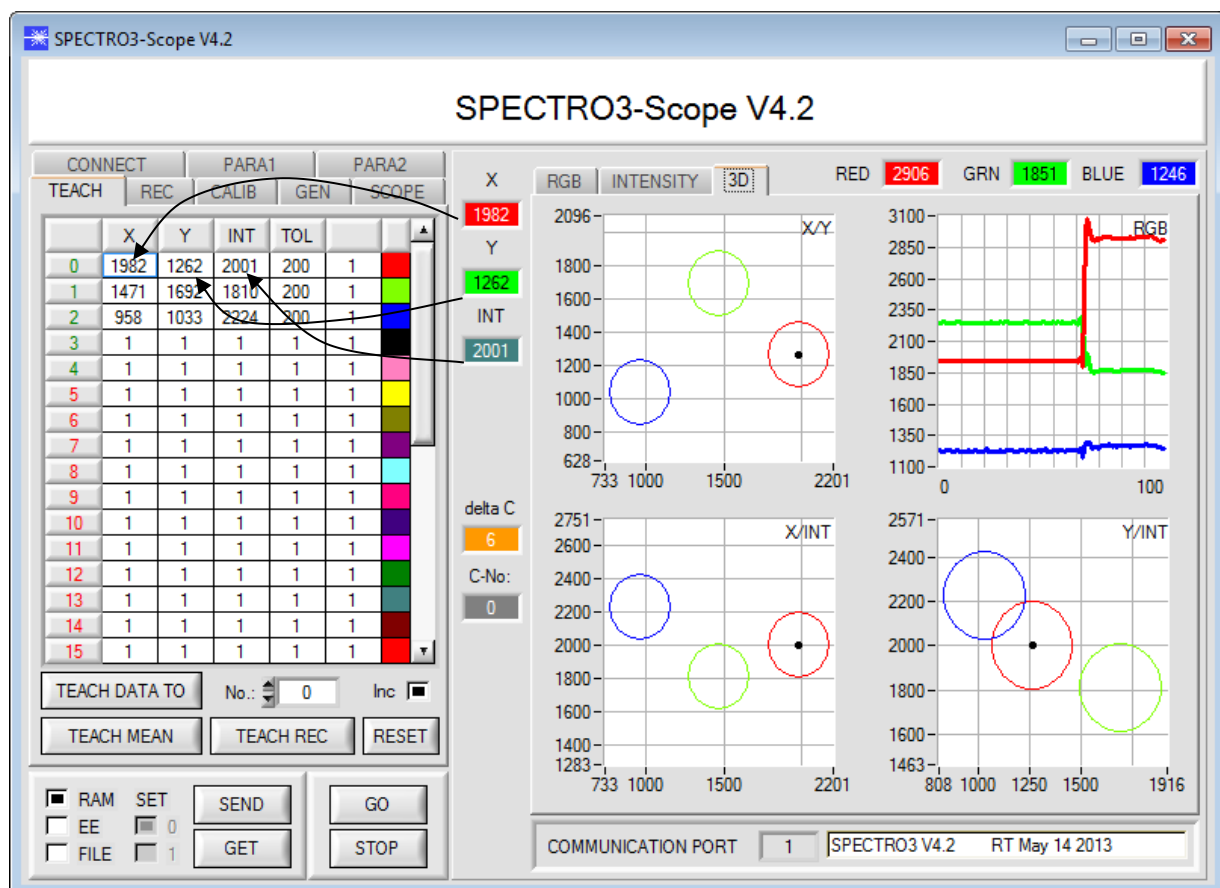 SPECTRO3-Scope V4.2
SPECTRO3-Scope V4.2
CONNECT PARA1 PARA2
TEACH REC CALIB GEN SCOPE
X Y INT TOL
0 1982 1262 2001 200 1
1 1471 1692 1810 200 1
2 958 1033 2224 200 1
3 1 1 1 1 1
4 1 1 1 1 1
5 1 1 1 1 1
6 1 1 1 1 1
7 1 1 1 1 1
8 1 1 1 1 1
9 1 1 1 1 1
10 1 1 1 1 1
11 1 1 1 1 1
12 1 1 1 1 1
13 1 1 1 1 1
14 1 1 1 1 1
15 1 1 1 1 1
TEACH DATA TO No.: 0 Inc
TEACH MEAN TEACH REC RESET
RAM SET SEND GO
EE 0
FILE 1 GET STOP
X
1982
Y
1262
INT
2001
delta C
6
C-No:
0
RGB INTENSITY 3D
RED 2906 GRN 1851 BLUE 1246
X/Y
2096
1800
1600
1400
1200
1000
800
628
733 1000 1500 2201
RGB
3100
2850
2600
2350
2100
1850
1600
1350
1100
0 100
X/INT
2751
2600
2400
2200
2000
1800
1600
1400
1283
733 1000 1500 2201
Y/INT
2571
2400
2200
2000
1800
1600
1463
808 1000 1250 1500 1916
COMMUNICATION PORT 1 SPECTRO3 V4.2 RT May 14 2013